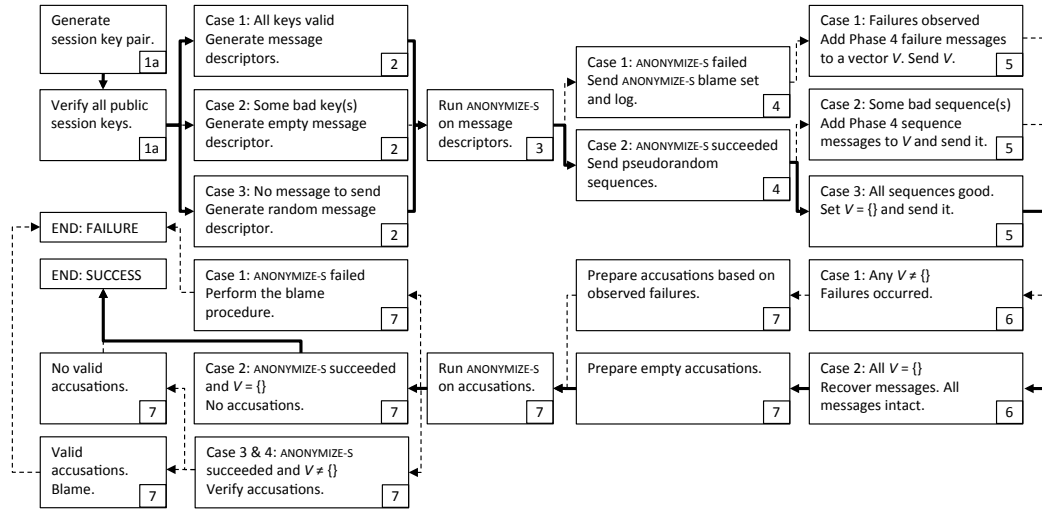 Generate
session key pair.
1a
Verify all public
session keys.
1a
Case 1: All keys valid
Generate message
descriptors.
2
Case 2: Some bad key(s)
Generate empty message
descriptor.
2
Case 3: No message to send
Generate random message
descriptor.
2
Run ANONYMIZE-S
on message
descriptors.
3
Case 1: ANONYMIZE-S failed
Send ANONYMIZE-S blame set
and log.
4
Case 2: ANONYMIZE-S succeeded
Send pseudorandom
sequences.
4
Case 1: Failures observed
Add Phase 4 failure messages
to a vector V. Send V.
5
Case 2: Some bad sequence(s)
Add Phase 4 sequence
messages to V and send it.
5
Case 3: All sequences good.
Set V = {} and send it.
5
Case 1: Any V ≠ {}
Failures occurred.
6
Case 2: All V = {}
Recover messages. All
messages intact.
6
Prepare accusations based on
observed failures.
7
Prepare empty accusations.
7
Run ANONYMIZE-S
on accusations.
7
Case 1: ANONYMIZE-S failed
Perform the blame
procedure.
7
Case 2: ANONYMIZE-S succeeded
and V = {}
No accusations.
7
Case 3 & 4: ANONYMIZE-S
succeeded and V ≠ {}
Verify accusations.
7
No valid
accusations.
7
Valid
accusations.
Blame.
7
END: FAILURE
END: SUCCESS